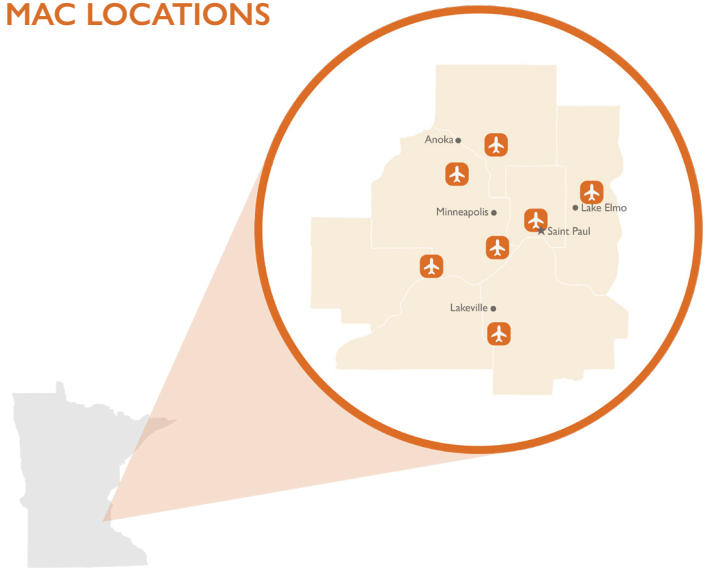 MAC LOCATIONS
Anoka
Lake Elmo
Minneapolis
Saint Paul
Lakeville